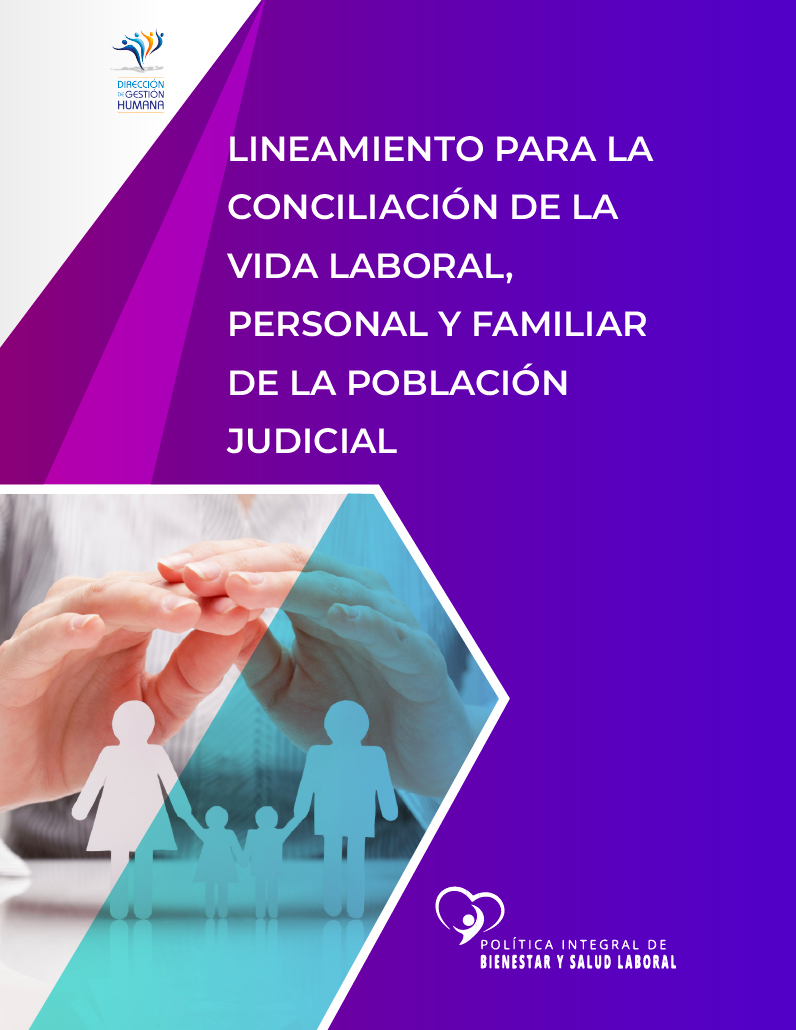 DIRECCIÓN
DE GESTIÓN
HUMANA
LINEAMIENTO PARA LA
CONCILIACIÓN DE LA
VIDA LABORAL,
PERSONAL Y FAMILIAR
DE LA POBLACIÓN
JUDICIAL
POLÍTICA INTEGRAL DE
BIENESTAR Y SALUD LABORAL